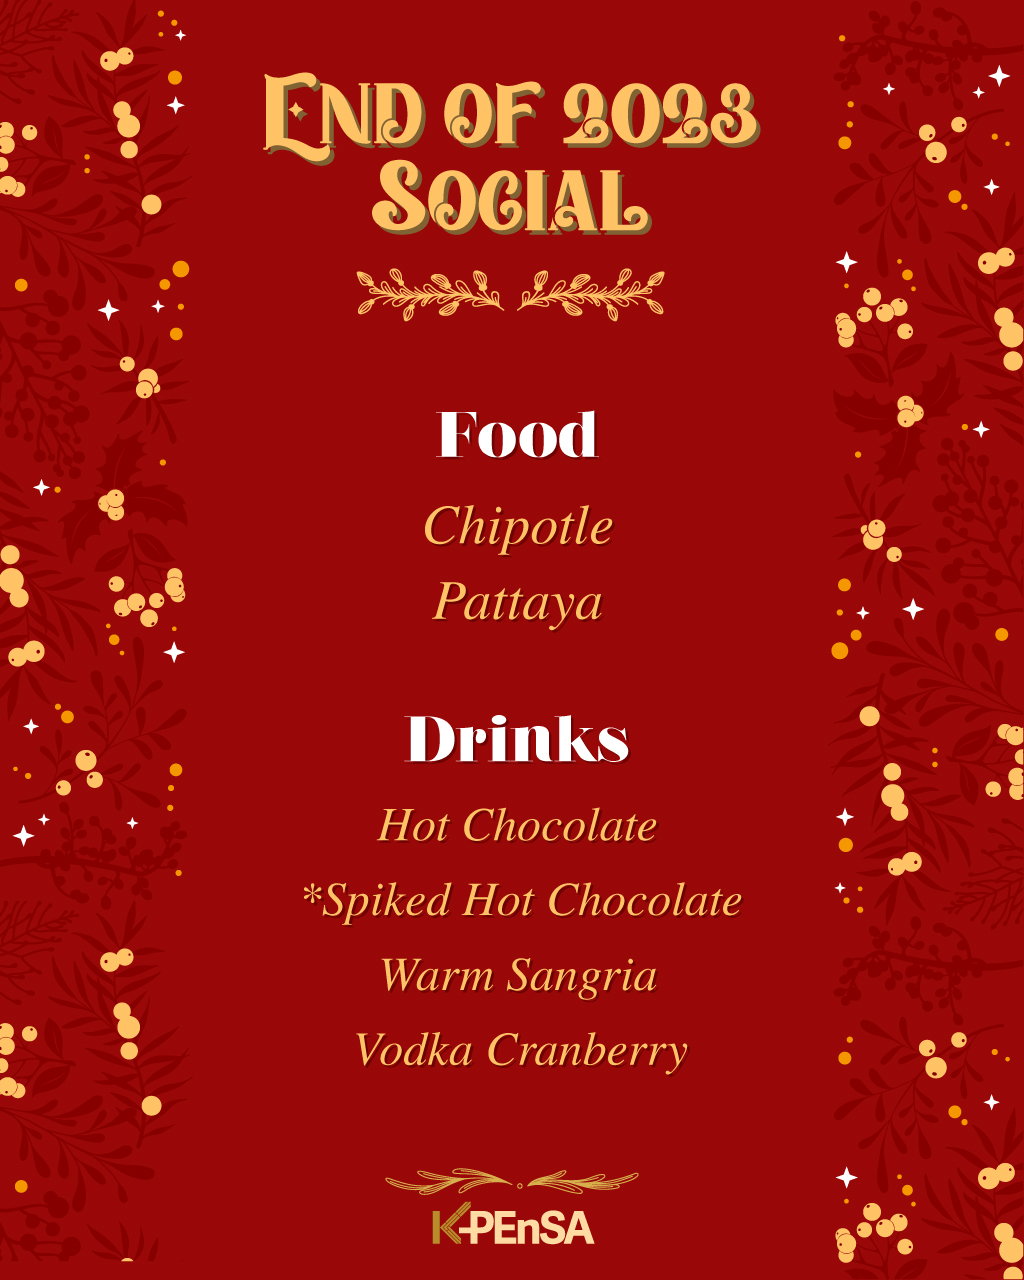 End of 2023
Social
Food
Chipotle
Pattaya
Drinks
Hot Chocolate
*Spiked Hot Chocolate
Warm Sangria
Vodka Cranberry
K-PEnSA